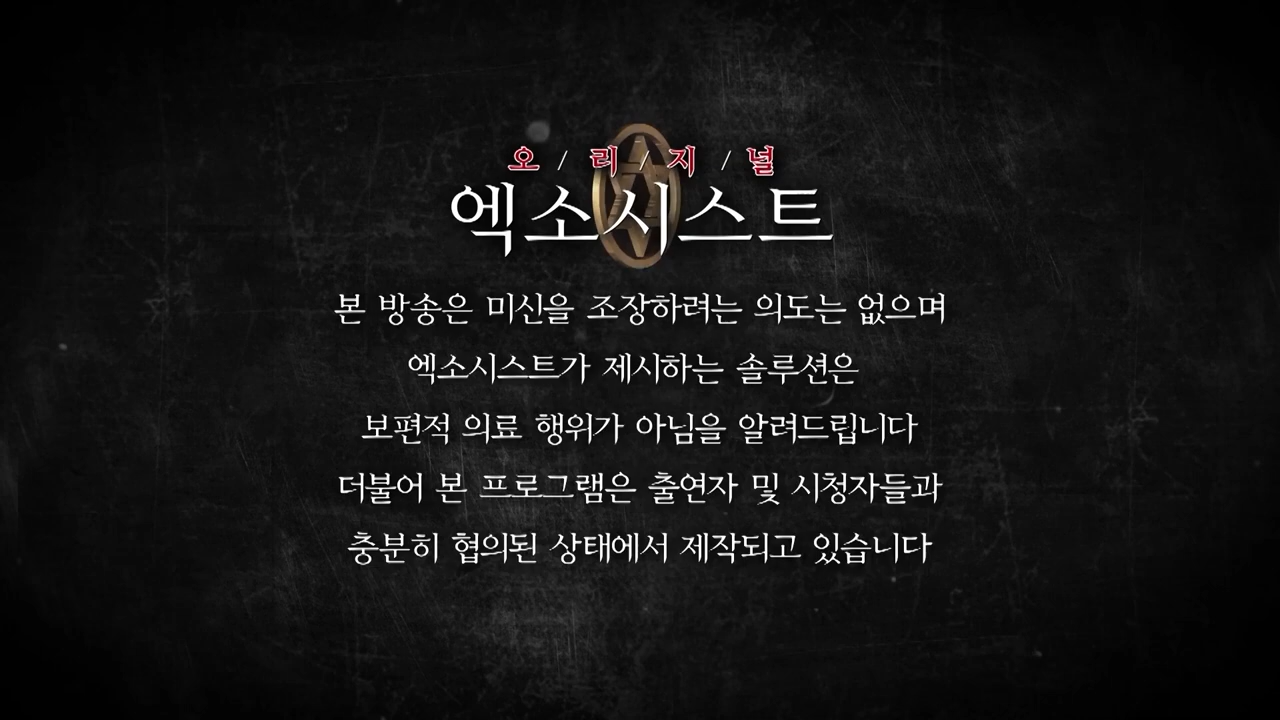 오/리/지/널
엑소시스트
본 방송은 미신을 조장하려는 의도는 없으며
엑소시스트가 제시하는 솔루션은
보편적 의료 행위가 아님을 알려드립니다
더불어 본 프로그램은 출연자 및 시청자들과
충분히 협의된 상태에서 제작되고 있습니다